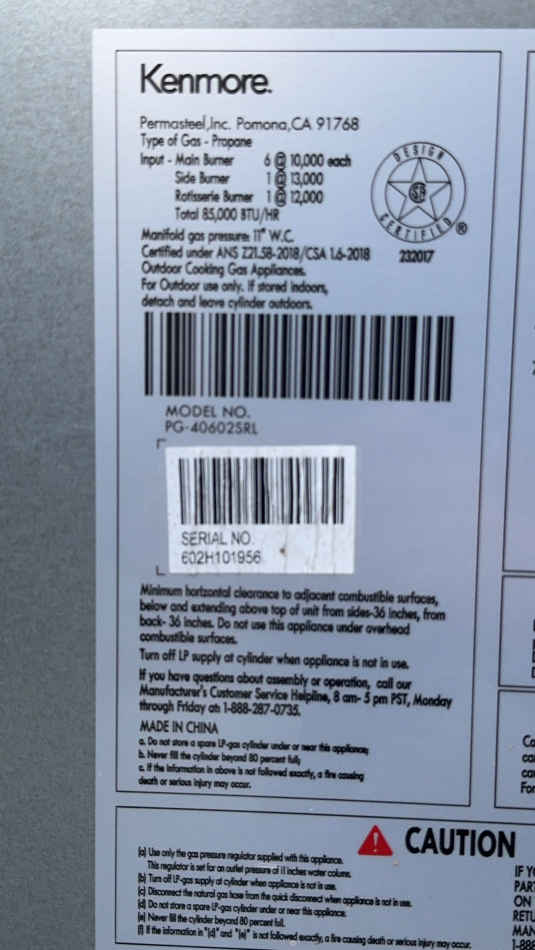 Kenmore.
Permasteel,Inc. Pomona,CA 91768
Type of Gas - Propane
Input - Main Burner 6 @ 10,000 each
Side Burner 1 @ 13,000
Rotisserie Burner 1 @ 12,000
Total 85,000 BTU/HR
DESIGN
CERTIFIED
®
232017
Manifold gas pressure: 11" W.C.
Certified under ANS Z21.58-2018/CSA 1.6-2018
Outdoor Cooking Gas Appliances.
For Outdoor use only. If stored indoors,
detach and leave cylinder outdoors.
MODEL NO.
PG-40602SRL
SERIAL NO.
602H101956
Minimum horizontal clearance to adjacent combustible surfaces,
below and extending above top of unit from sides-36 inches, from
back- 36 inches. Do not use this appliance under overhead
combustible surfaces.
Turn off LP supply at cylinder when appliance is not in use.
If you have questions about assembly or operation, call our
Manufacturer's Customer Service Helpline, 8 am- 5 pm PST, Monday
through Friday at: 1-888-287-0735.
MADE IN CHINA
a. Do not store a spare LP-gas cylinder under or near this appliance;
b. Never fill the cylinder beyond 80 percent full;
c. If the information in above is not followed exactly, a fire causing
death or serious injury may occur.
CAUTION
(a) Use only the gas pressure regulator supplied with this appliance.
This regulator is set for an outlet pressure of 11 inches water column.
(b) Turn off LP-gas supply at cylinder when appliance is not in use.
(c) Disconnect the natural gas hose from the quick disconnect when appliance is not in use.
(d) Do not store a spare LP-gas cylinder under or near this appliance.
(e) Never fill the cylinder beyond 80 percent full.
(f) If the information in "(d)" and "(e)" is not followed exactly, a fire causing death or serious injury may occur.